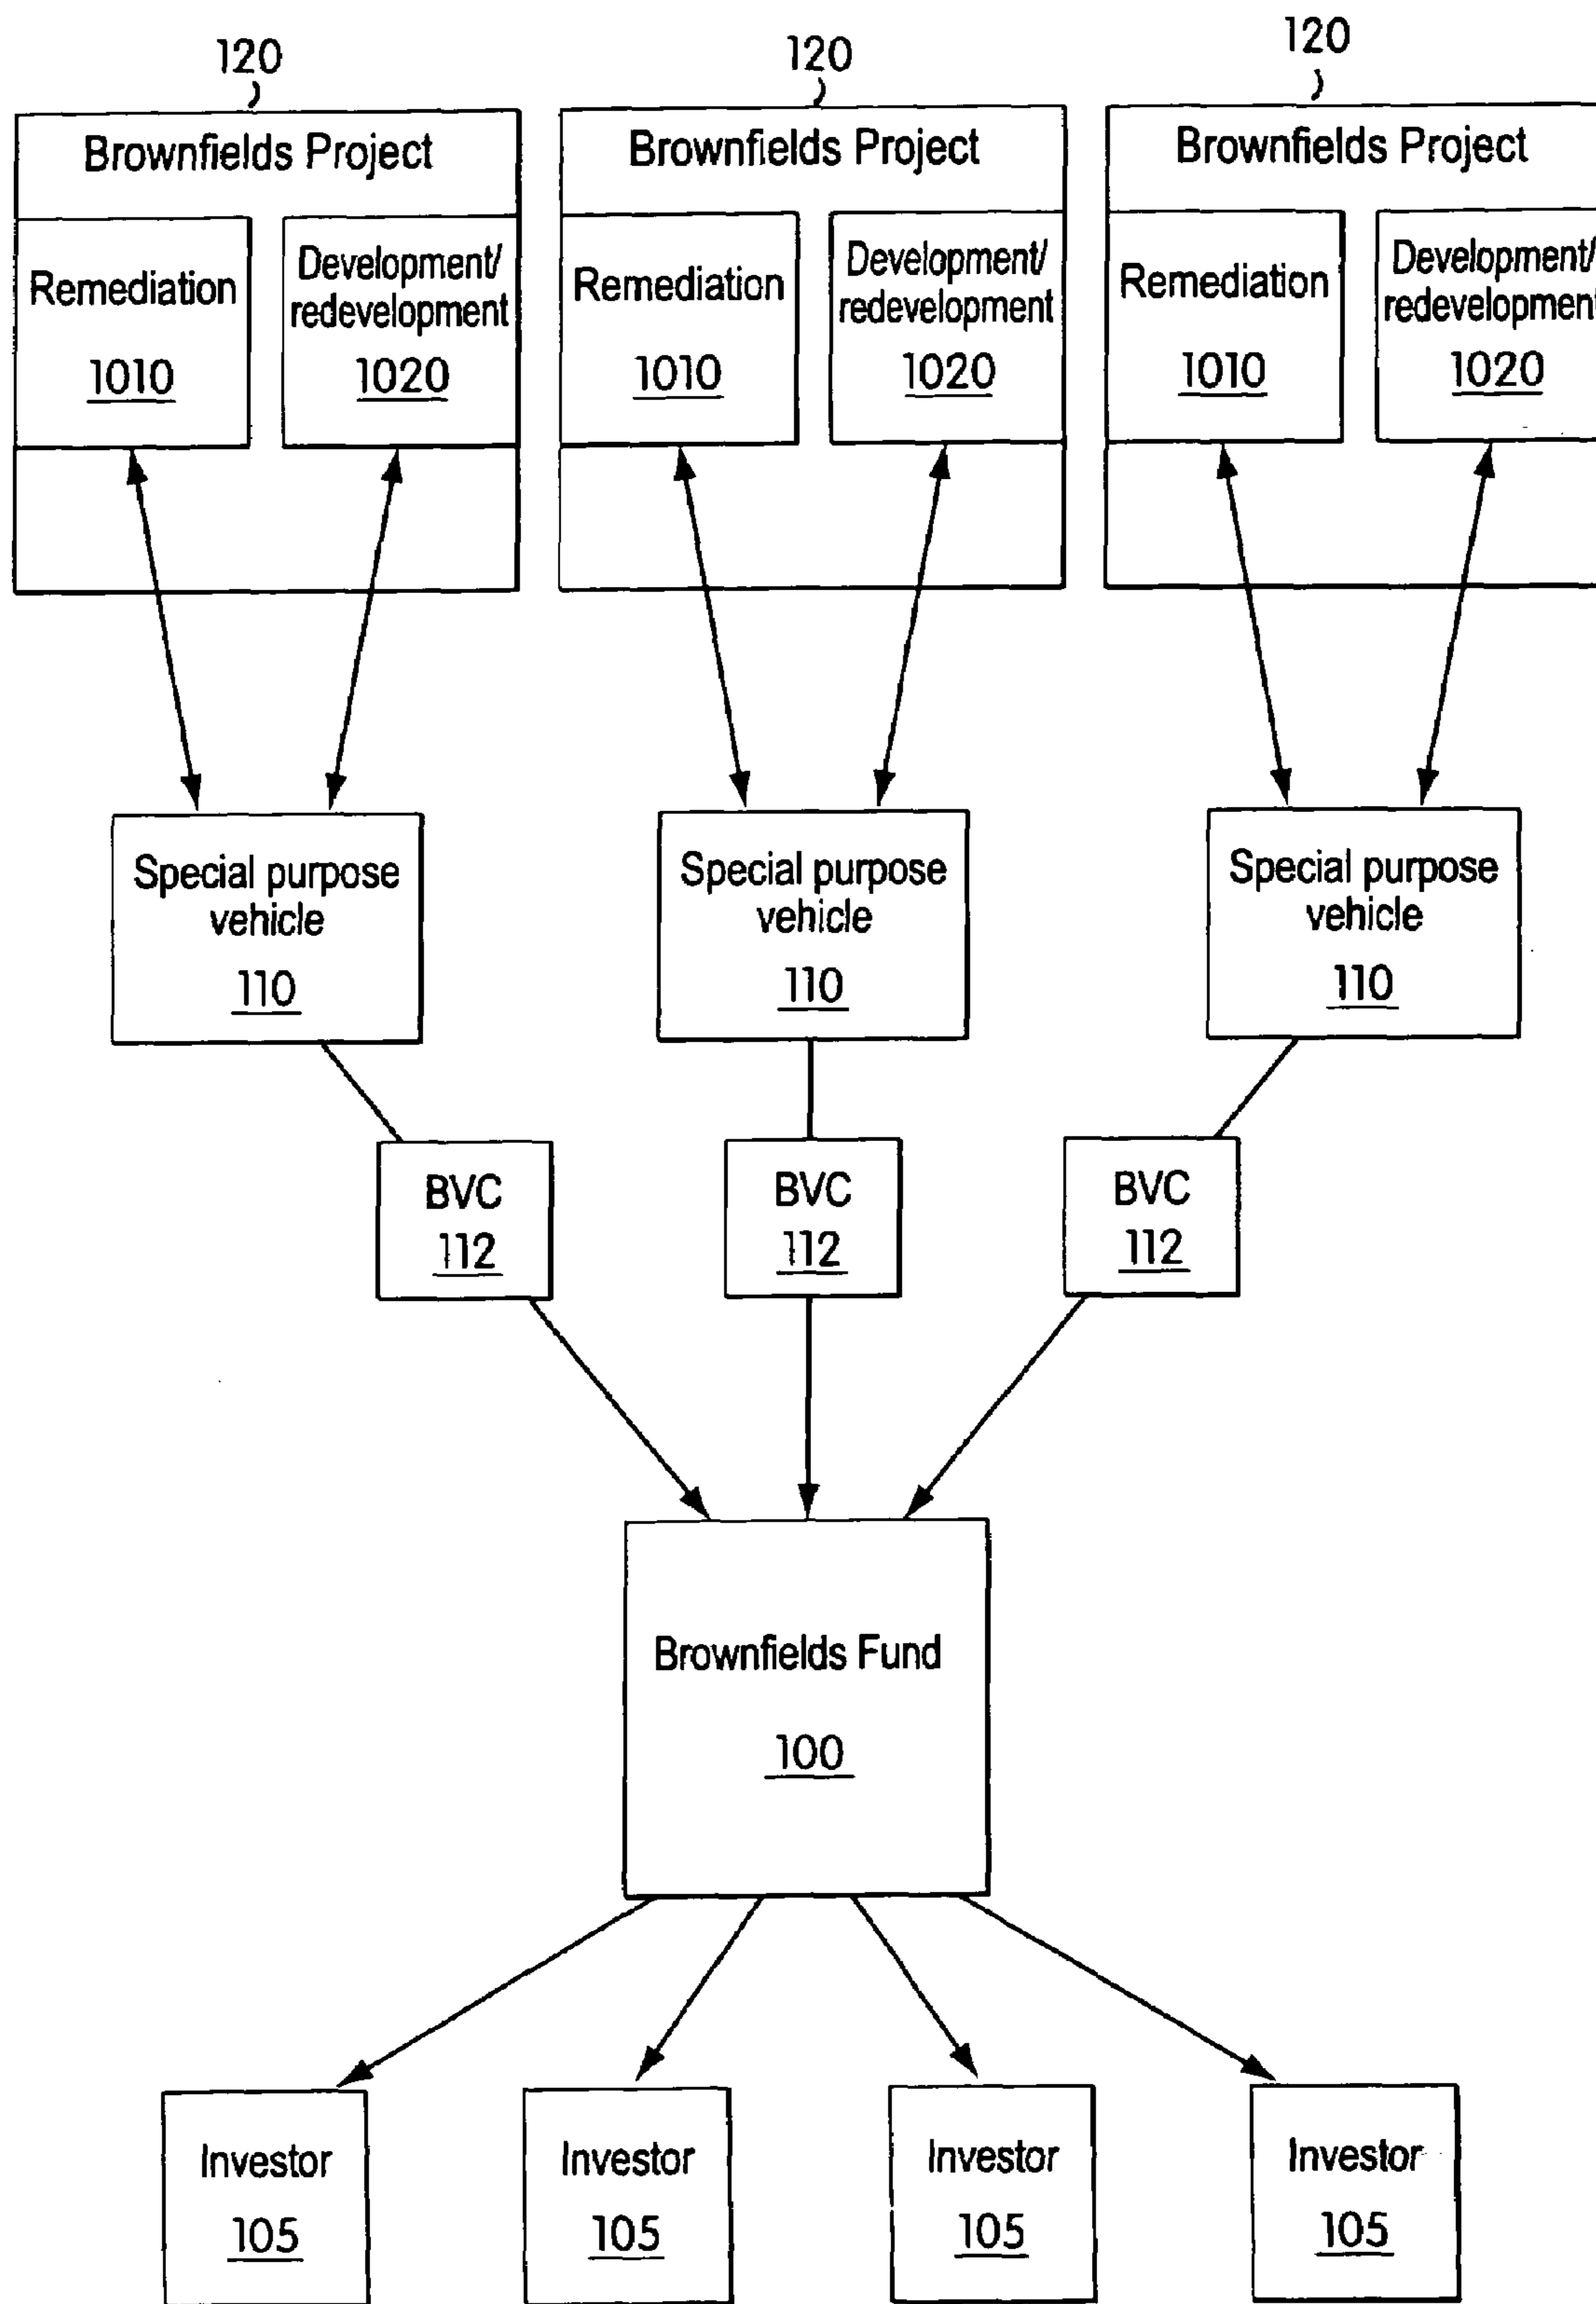 120
120
120
Brownfields Project
Brownfields Project
Brownfields Project
Remediation
1010
Development/
redevelopment
1020
Remediation
1010
Development/
redevelopment
1020
Remediation
1010
Development/
redevelopment
1020
Special purpose
vehicle
110
Special purpose
vehicle
110
Special purpose
vehicle
110
BVC
112
BVC
112
BVC
112
Brownfields Fund
100
Investor
105
Investor
105
Investor
105
Investor
105